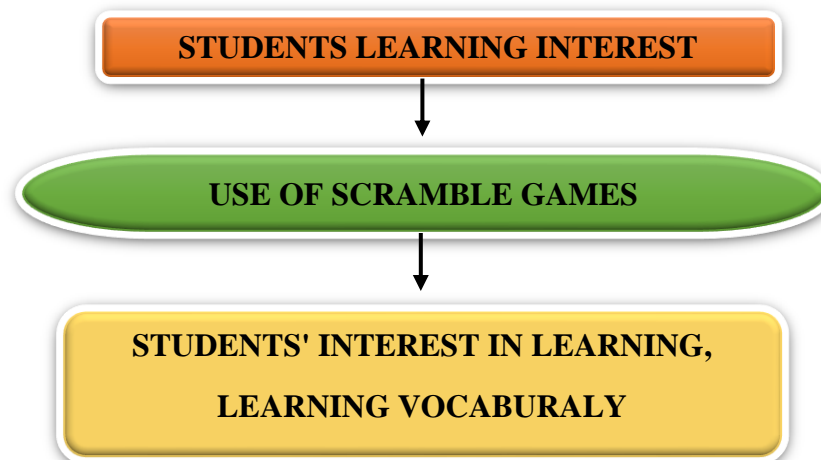 STUDENTS LEARNING INTEREST
USE OF SCRAMBLE GAMES
STUDENTS' INTEREST IN LEARNING,
LEARNING VOCABURALY